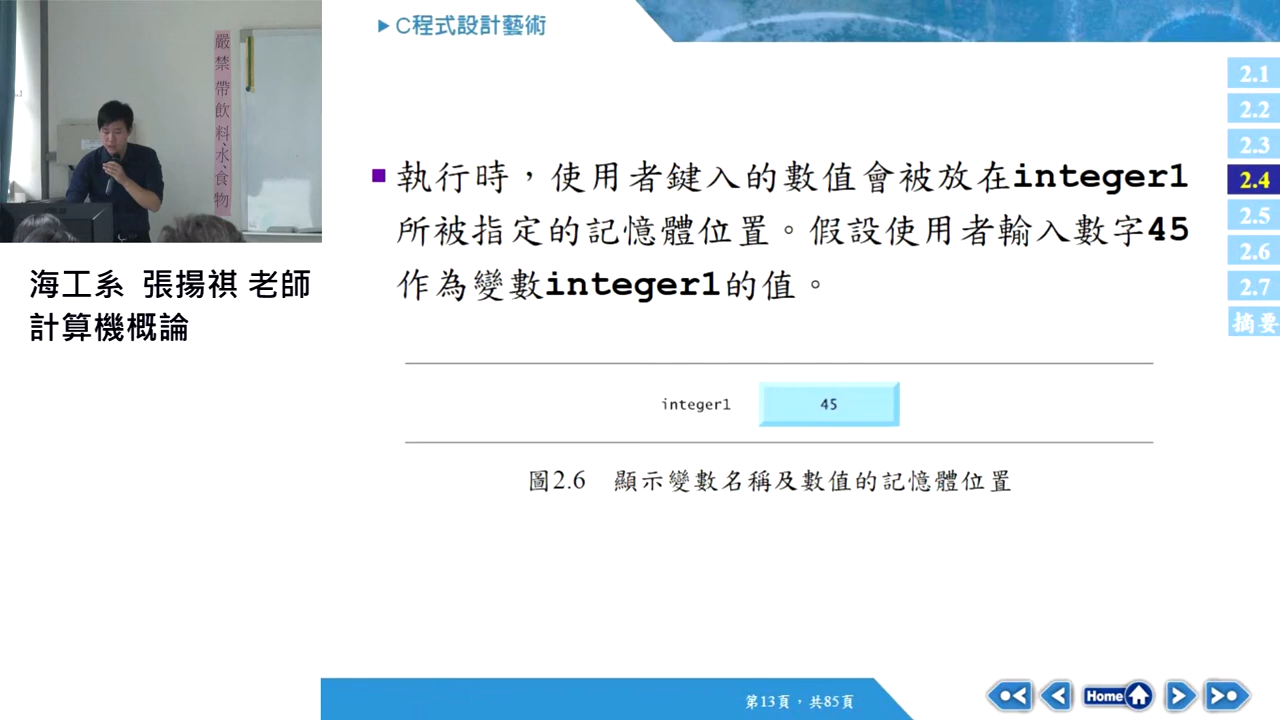 嚴禁帶飲料、水、食物
海工系 張揚祺 老師
計算機概論
C程式設計藝術
執行時，使用者鍵入的數值會被放在integer1
所被指定的記憶體位置。假設使用者輸入數字45
作為變數integer1的值。
integer1 45
圖2.6 顯示變數名稱及數值的記憶體位置
2.1
2.2
2.3
2.4
2.5
2.6
2.7
摘要
第13頁，共85頁
Home